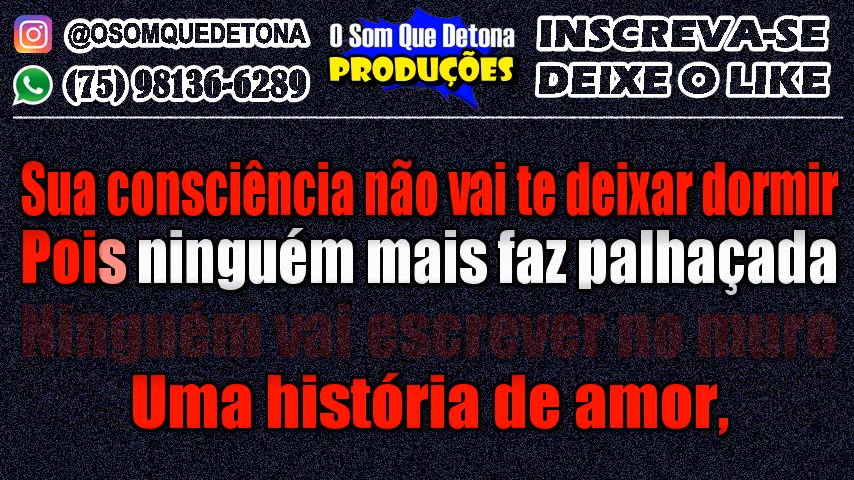 @OSOMQUEDETONA
(75) 98136-6289
O Som Que Detona
PRODUÇÕES
INSCREVA-SE
DEIXE O LIKE
Sua consciência não vai te deixar dormir
Pois ninguém mais faz palhaçada
Ninguém vai escrever no muro
Uma história de amor,